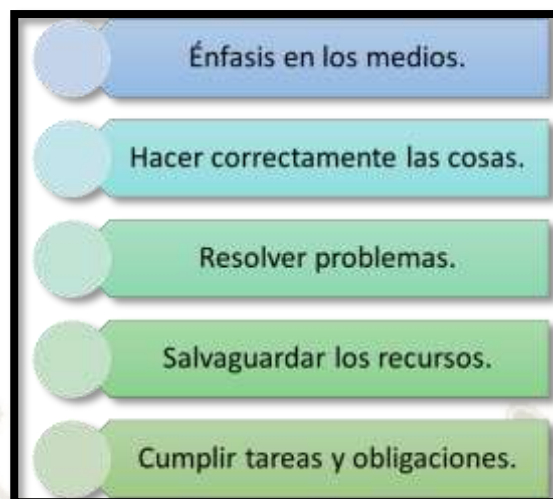 Énfasis en los medios.
Hacer correctamente las cosas.
Resolver problemas.
Salvaguardar los recursos.
Cumplir tareas y obligaciones.